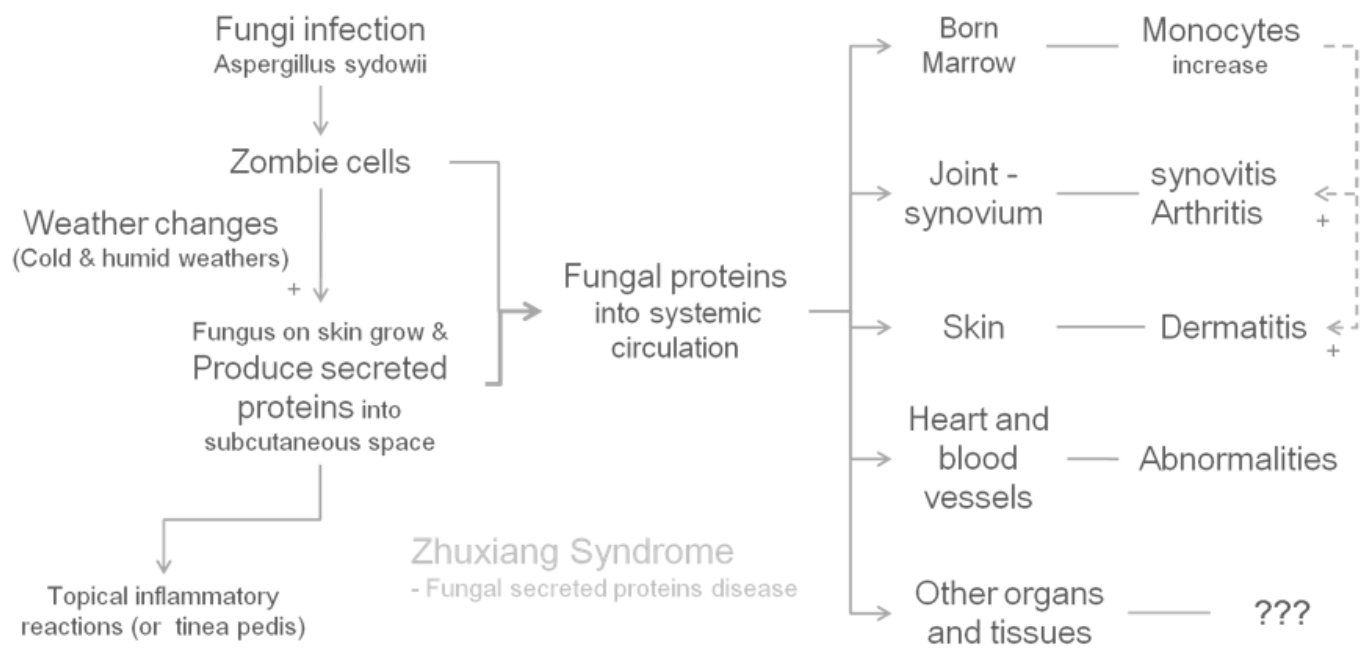 Fungi infection
Aspergillus sydowii
Zombie cells
Weather changes
(Cold & humid weathers)
+
Fungus on skin grow &
Produce secreted
proteins into
subcutaneous space
Topical inflammatory
reactions (or tinea pedis)
Fungal proteins
into systemic
circulation
Zhuxiang Syndrome
- Fungal secreted proteins disease
Born
Marrow
Monocytes
increase
Joint -
synovium
synovitis
Arthritis
+
Skin
Dermatitis
+
Heart and
blood
vessels
Abnormalities
Other organs
and tissues
???